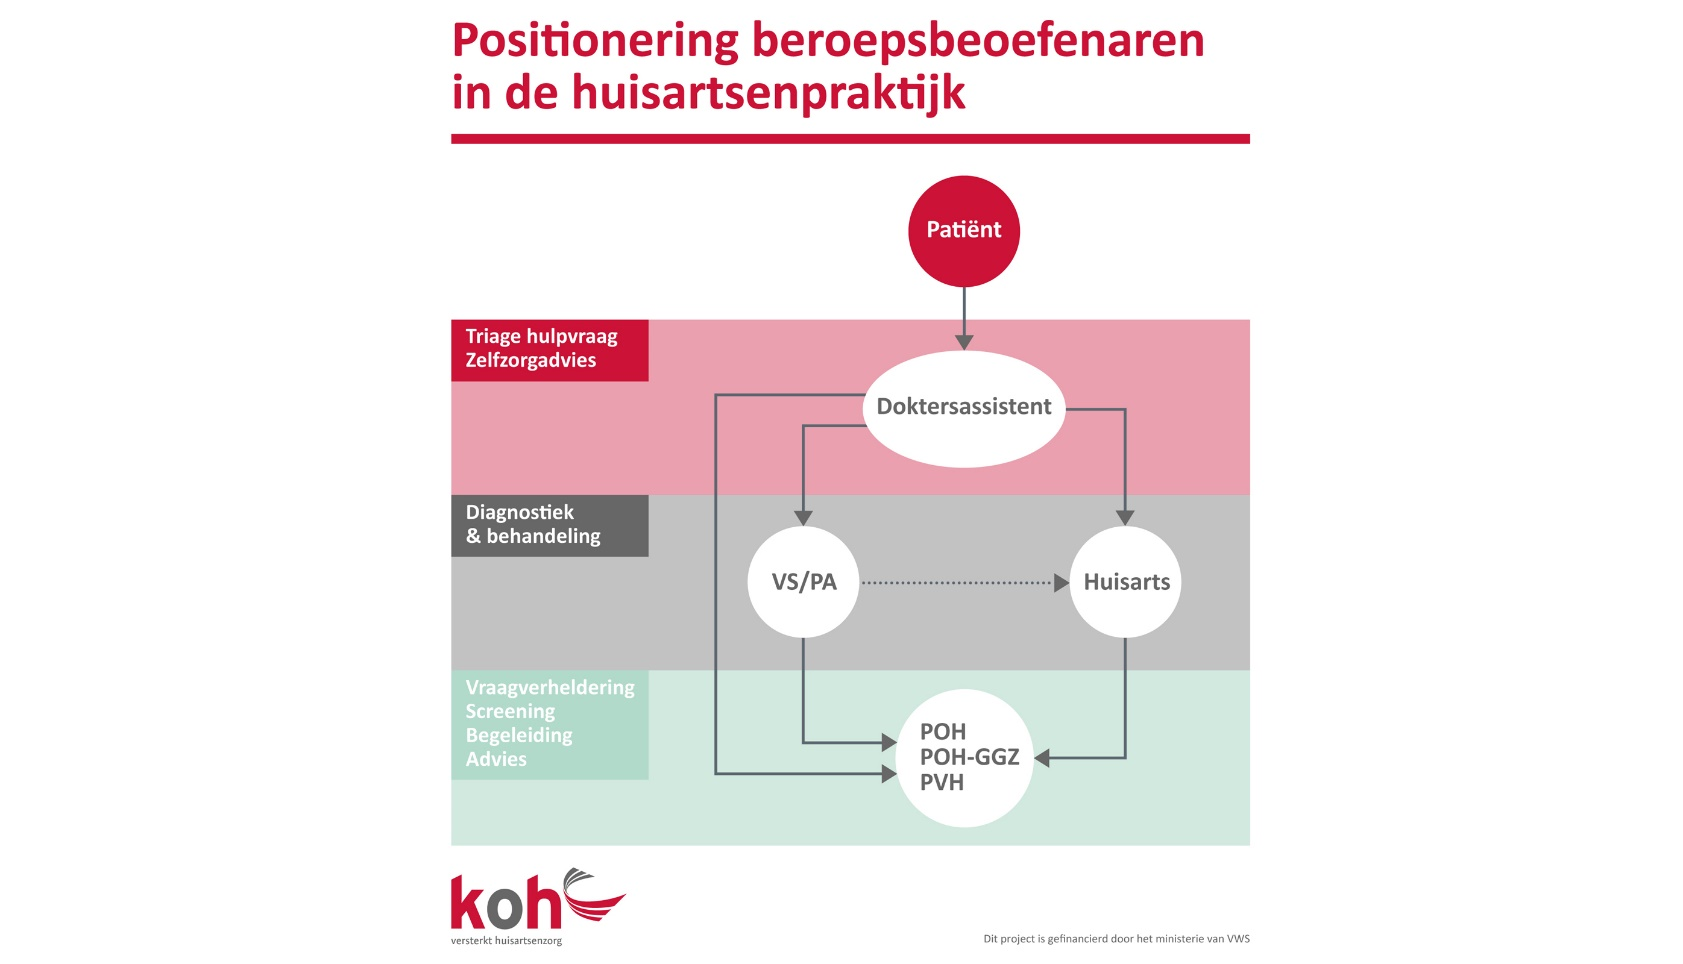 Positionering beroepsbeoefenaren
in de huisartsenpraktijk
Patiënt
Triage hulpvraag
Zelfzorgadvies
Doktersassistent
Diagnostiek
& behandeling
VS/PA
Huisarts
Vraagverheldering
Screening
Begeleiding
Advies
POH
POH-GGZ
PVH
koh
versterkt huisartsenzorg
Dit project is gefinancierd door het ministerie van VWS